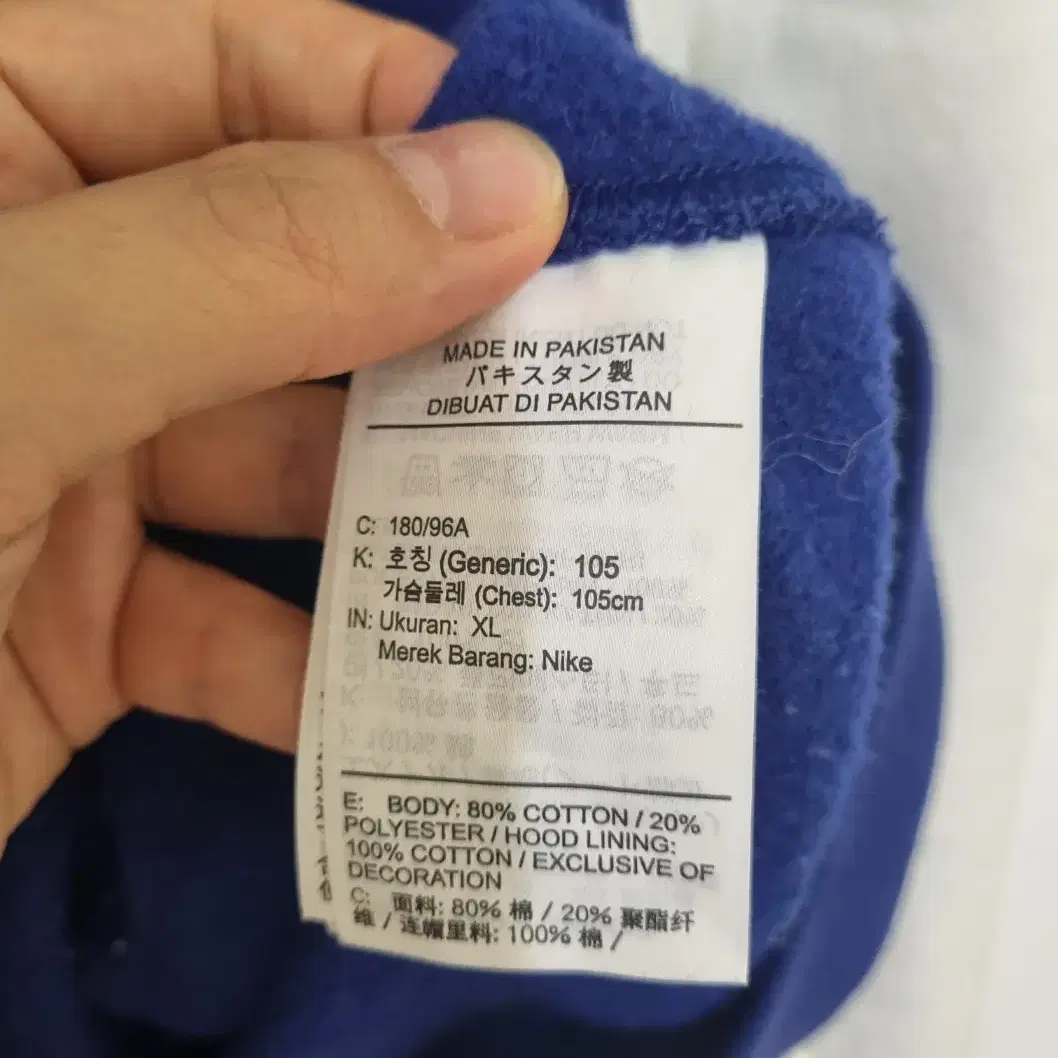 MADE IN PAKISTAN
パキスタン製
DIBUAT DI PAKISTAN
C: 180/96A
K: 호칭 (Generic): 105
가슴둘레 (Chest): 105cm
IN: Ukuran: XL
Merek Barang: Nike
E: BODY: 80% COTTON / 20%
POLYESTER / HOOD LINING:
100% COTTON / EXCLUSIVE OF
DECORATION
C: 面料: 80% 棉 / 20% 聚酯纤
维 / 连帽里料: 100% 棉 /